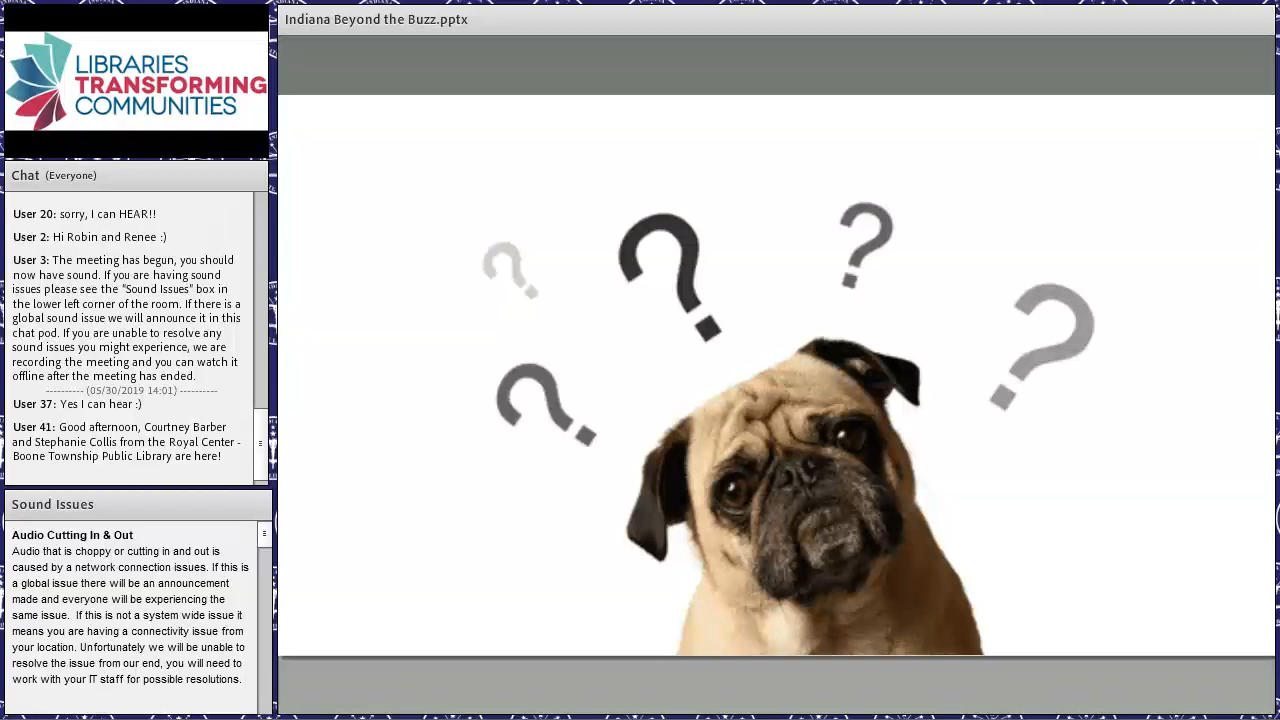 Indiana Beyond the Buzz.pptx
LIBRARIES
TRANSFORMING
COMMUNITIES
Chat (Everyone)
User 20: sorry, I can HEAR!!
User 2: Hi Robin and Renee :)
User 3: The meeting has begun, you should
now have sound. If you are having sound
issues please see the "Sound Issues" box in
the lower left corner of the room. If there is a
global sound issue we will announce it in this
chat pod. If you are unable to resolve any
sound issues you might experience, we are
recording the meeting and you can watch it
offline after the meeting has ended.
---------- (05/30/2019 14:01) ----------
User 37: Yes I can hear :)
User 41: Good afternoon, Courtney Barber
and Stephanie Collis from the Royal Center -
Boone Township Public Library are here!
Sound Issues
Audio Cutting In & Out
Audio that is choppy or cutting in and out is
caused by a network connection issues. If this is
a global issue there will be an announcement
made and everyone will be experiencing the
same issue.  If this is not a system wide issue it
means you are having a connectivity issue from
your location. Unfortunately we will be unable to
resolve the issue from our end, you will need to
work with your IT staff for possible resolutions.
? ? ? ? ?